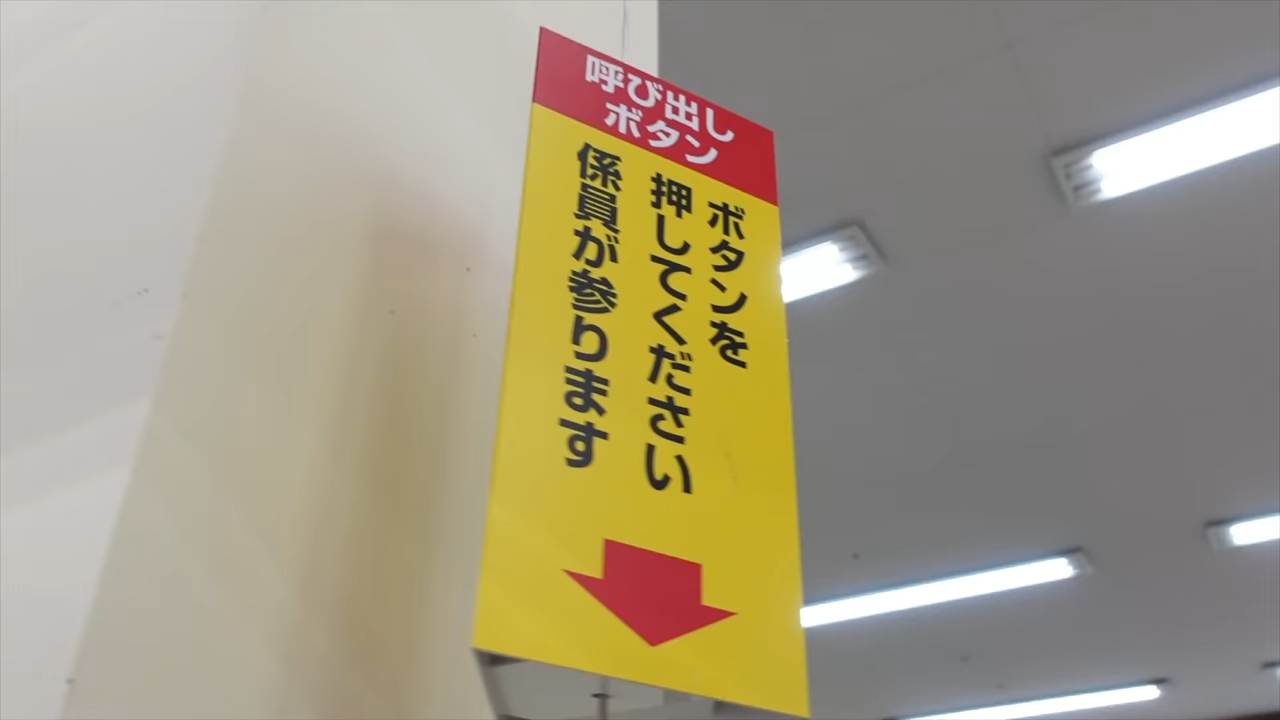 呼び出し
ボタン
ボタンを
押してください
係員が参ります